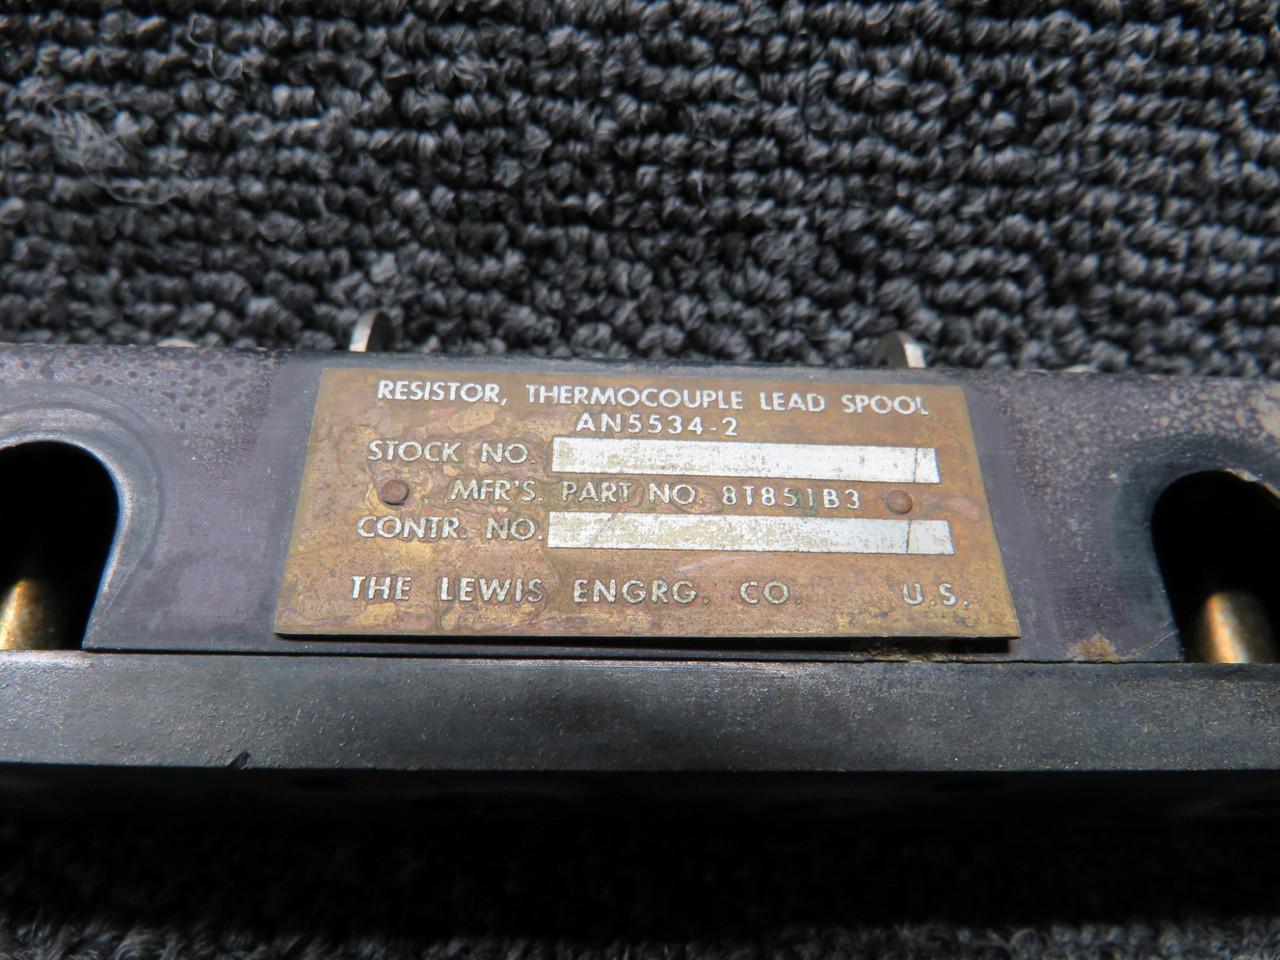 RESISTOR, THERMOCOUPLE LEAD SPOOL
AN5534-2
STOCK NO.
MFR'S. PART NO. 8T851B3
CONTR. NO.
THE LEWIS ENGRG. CO. U.S.